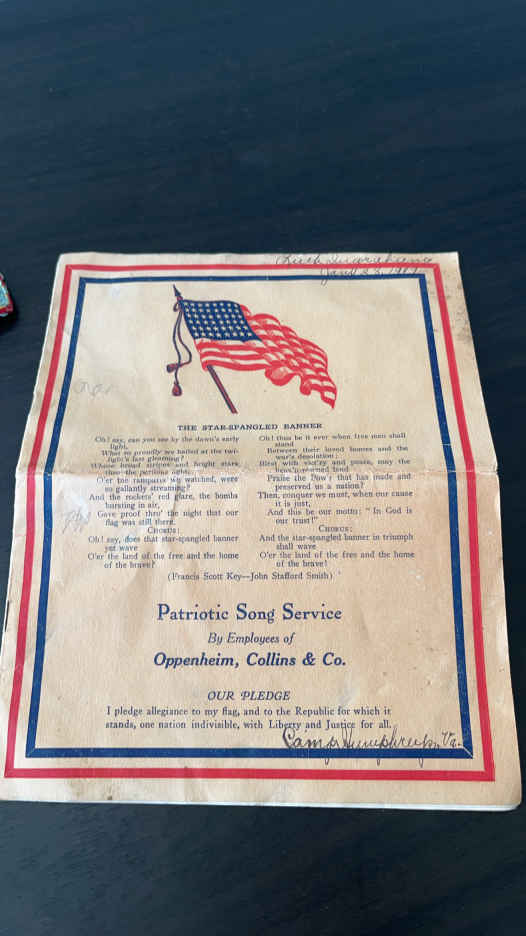 THE STAR-SPANGLED BANNER
Oh! say, can you see by the dawn's early
light,
What so proudly we hailed at the twi-
light's last gleaming?
Whose broad stripes and bright stars,
thro the perilous fight,
O'er the ramparts we watched, were
so gallantly streaming?
And the rockets' red glare, the bombs
bursting in air,
Gave proof thro' the night that our
flag was still there.
CHORUS:
Oh! say, does that star-spangled banner
yet wave
O'er the land of the free and the home
of the brave?
Oh! thus be it ever when free men shall
stand
Between their loved homes and the
war's desolation;
Blest with vict'ry and peace, may the
heav'n rescued land
Praise the Pow'r that has made and
preserved us a nation?
Then, conquer we must, when our cause
it is just,
And this be our motto: "In God is
our trust!"
CHORUS:
And the star-spangled banner in triumph
shall wave
O'er the land of the free and the home
of the brave!
(Francis Scott Key—John Stafford Smith)
Patriotic Song Service
By Employees of
Oppenheim, Collins & Co.
OUR PLEDGE
I pledge allegiance to my flag, and to the Republic for which it
stands, one nation indivisible, with Liberty and Justice for all.
Camp Humphreys, Va.